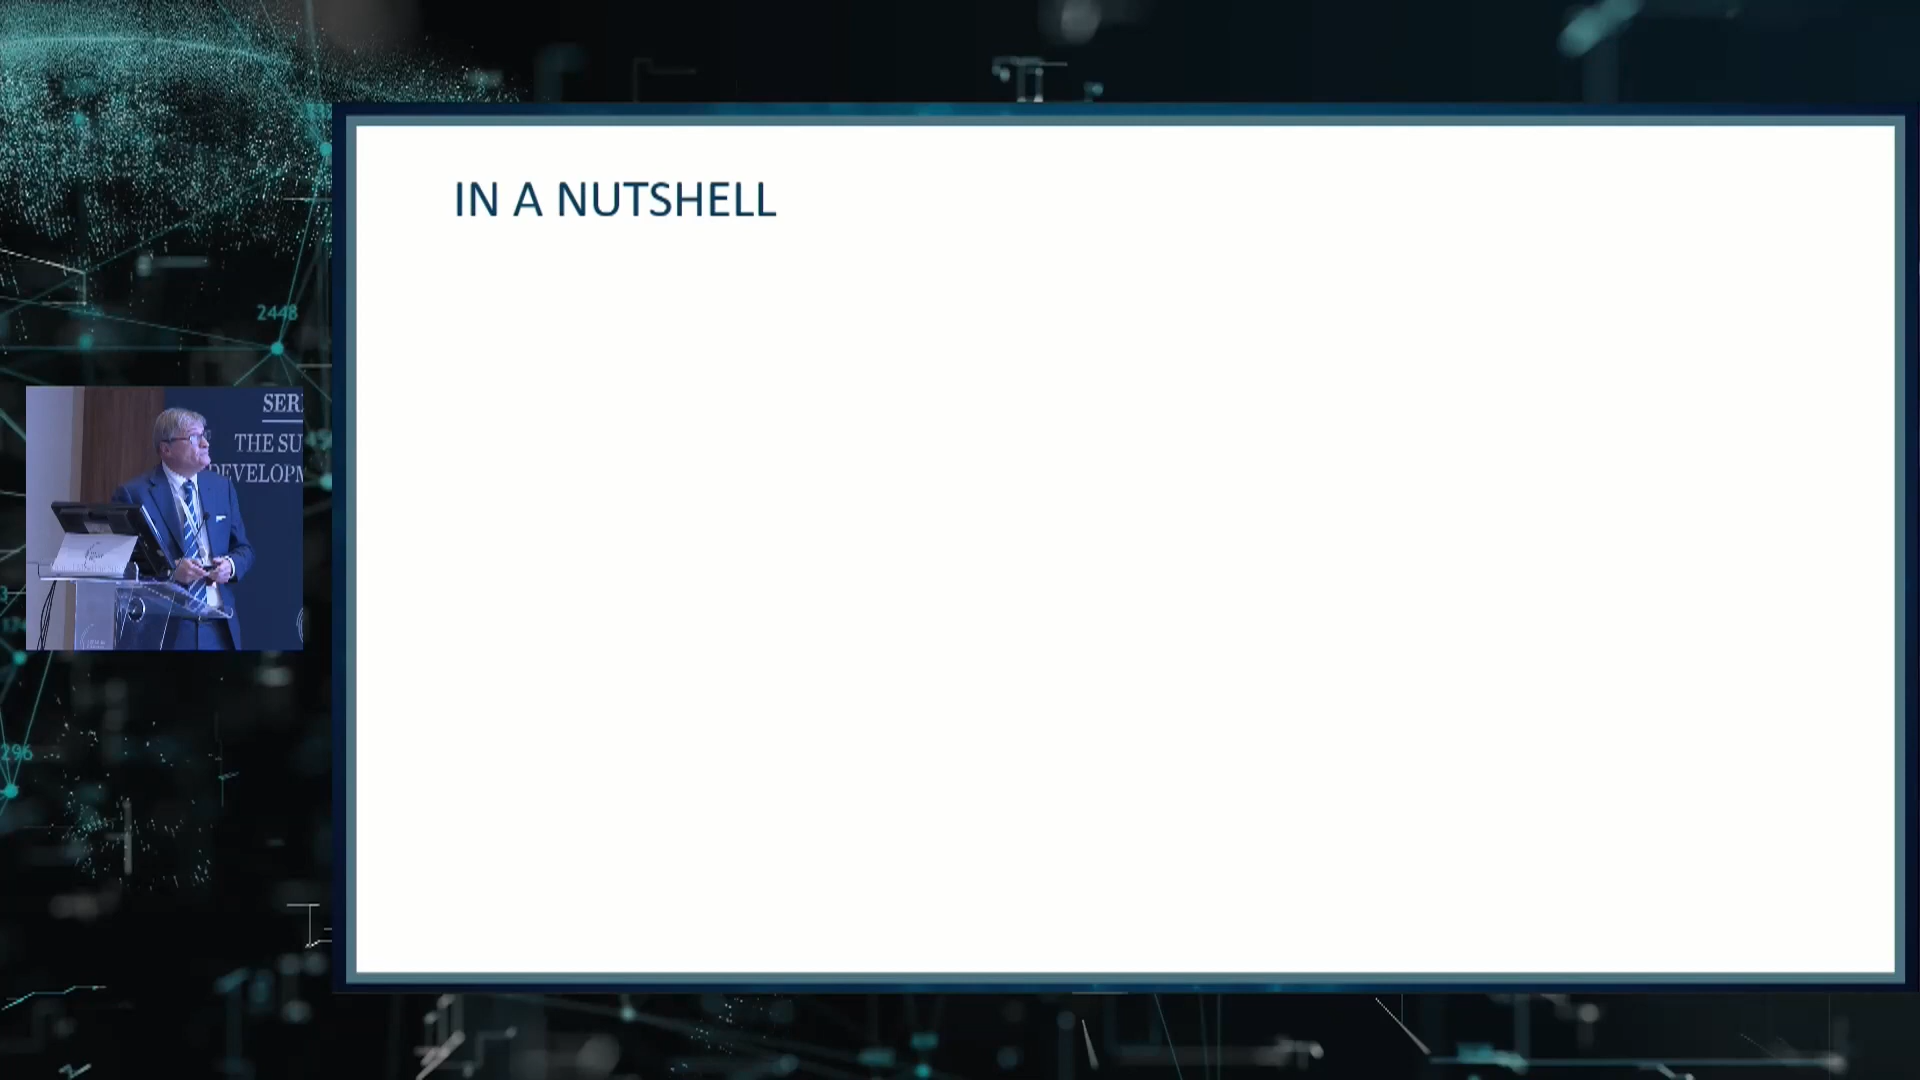 IN A NUTSHELL
2448
SER
THE SU
DEVELOPM
296